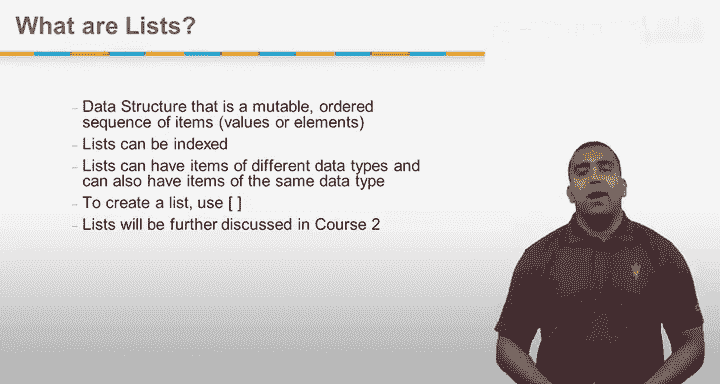 What are Lists?
– Data Structure that is a mutable, ordered
sequence of items (values or elements)
– Lists can be indexed
– Lists can have items of different data types and
can also have items of the same data type
– To create a list, use [ ]
– Lists will be further discussed in Course 2